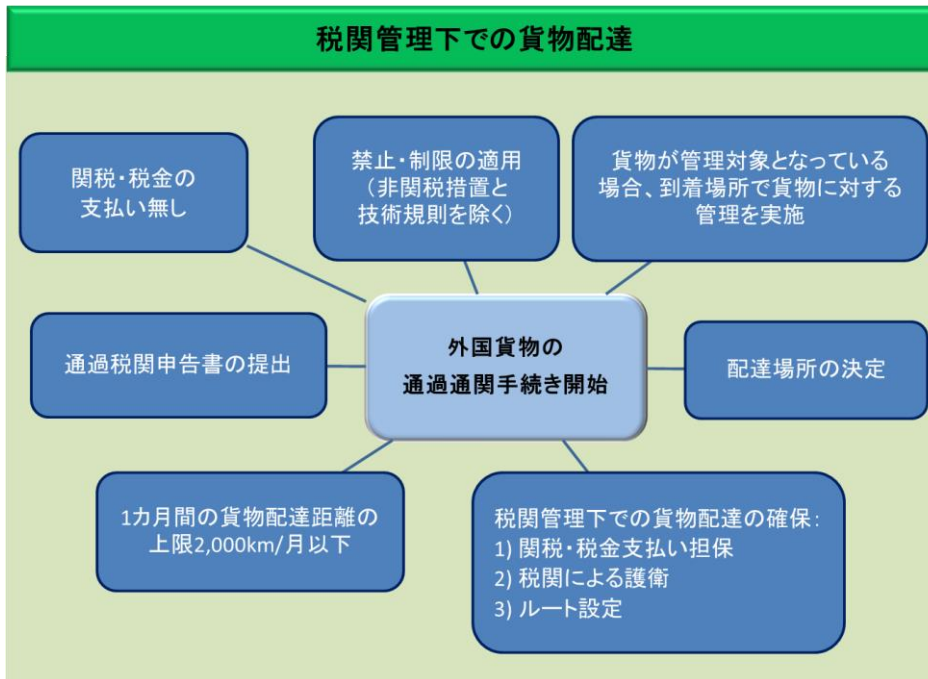 税関管理下での貨物配達
関税・税金の
支払い無し
禁止・制限の適用
（非関税措置と
技術規則を除く）
貨物が管理対象となっている
場合、到着場所で貨物に対する
管理を実施
通過税関申告書の提出
外国貨物の
通過通関手続き開始
配達場所の決定
1カ月間の貨物配達距離の
上限2,000km/月以下
税関管理下での貨物配達の確保：
1) 関税・税金支払い担保
2) 税関による護衛
3) ルート設定